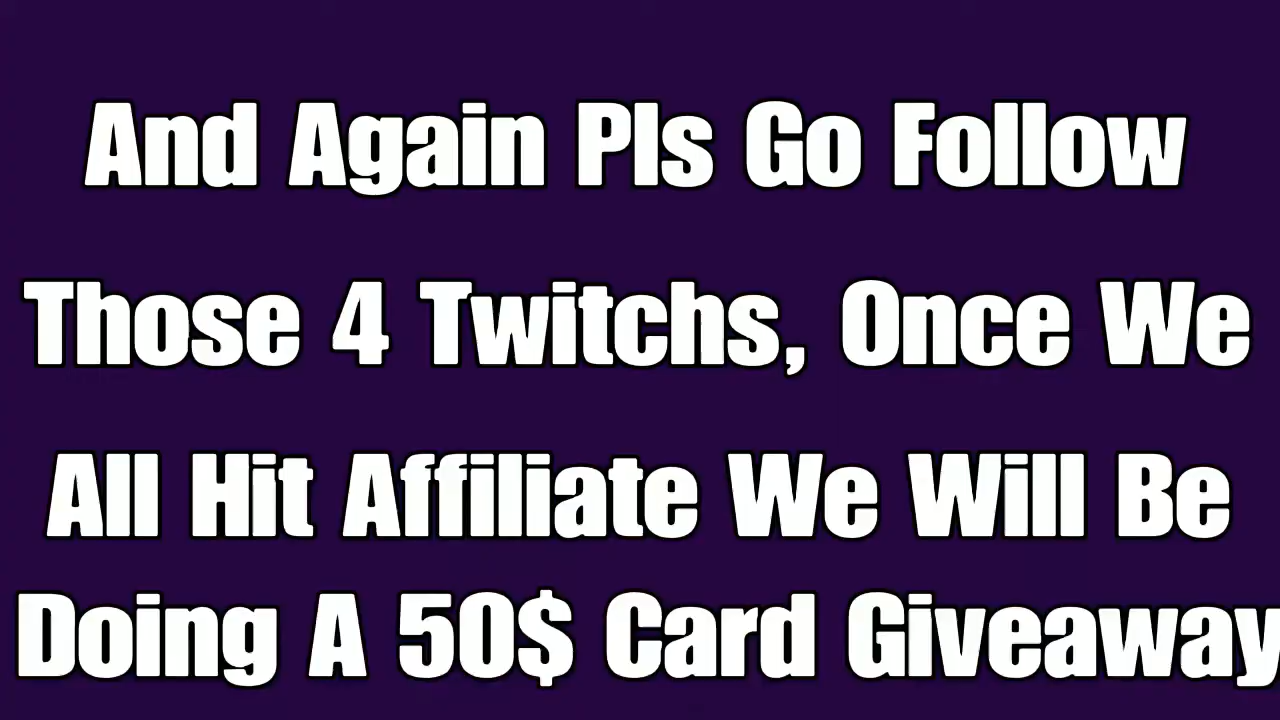 And Again Pls Go Follow
Those 4 Twitchs, Once We
All Hit Affiliate We Will Be
Doing A 50$ Card Giveaway